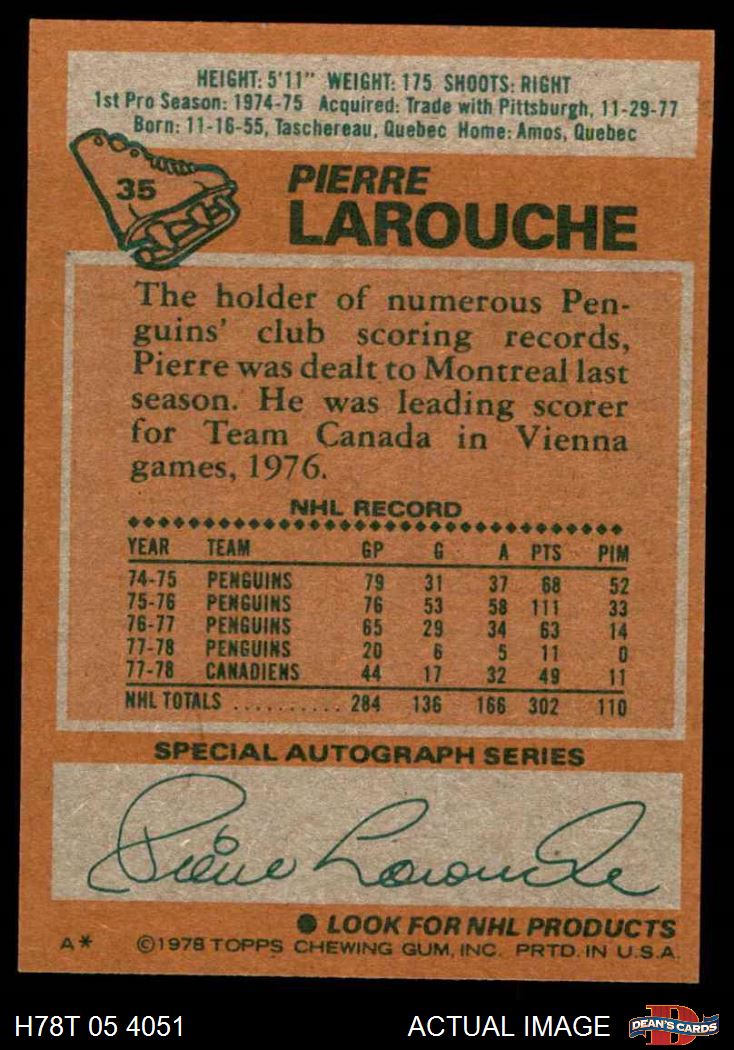 HEIGHT: 5'11" WEIGHT: 175 SHOOTS: RIGHT
1st Pro Season: 1974-75 Acquired: Trade with Pittsburgh, 11-29-77
Born: 11-16-55, Taschereau, Quebec Home: Amos, Quebec
35
PIERRE
LAROUCHE
The holder of numerous Pen-
guins' club scoring records,
Pierre was dealt to Montreal last
season. He was leading scorer
for Team Canada in Vienna
games, 1976.
NHL RECORD
YEAR TEAM GP G A PTS PIM
74-75 PENGUINS 79 31 37 68 52
75-76 PENGUINS 76 53 58 111 33
76-77 PENGUINS 65 29 34 63 14
77-78 PENGUINS 20 6 5 11 0
77-78 CANADIENS 44 17 32 49 11
NHL TOTALS .......... 284 136 166 302 110
SPECIAL AUTOGRAPH SERIES
Pierre Larouche
● LOOK FOR NHL PRODUCTS
A* ©1978 TOPPS CHEWING GUM, INC. PRTD. IN U.S.A.
H78T 05 4051 ACTUAL IMAGE DEAN'S CARDS